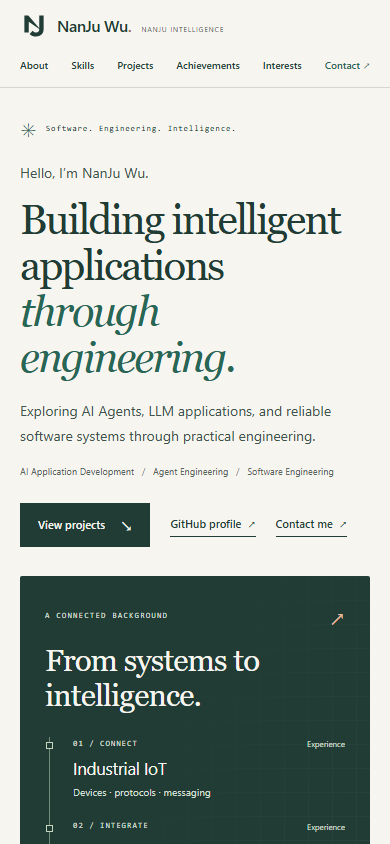 NanJu Wu. NANJU INTELLIGENCE
About Skills Projects Achievements Interests Contact ↗
Software. Engineering. Intelligence.
Hello, I'm NanJu Wu.
Building intelligent
applications
through
engineering.
Exploring AI Agents, LLM applications, and reliable
software systems through practical engineering.
AI Application Development / Agent Engineering / Software Engineering
View projects ↘ GitHub profile ↗ Contact me ↗
A CONNECTED BACKGROUND ↗
From systems to
intelligence.
01 / CONNECT Experience
Industrial IoT
Devices · protocols · messaging
02 / INTEGRATE Experience